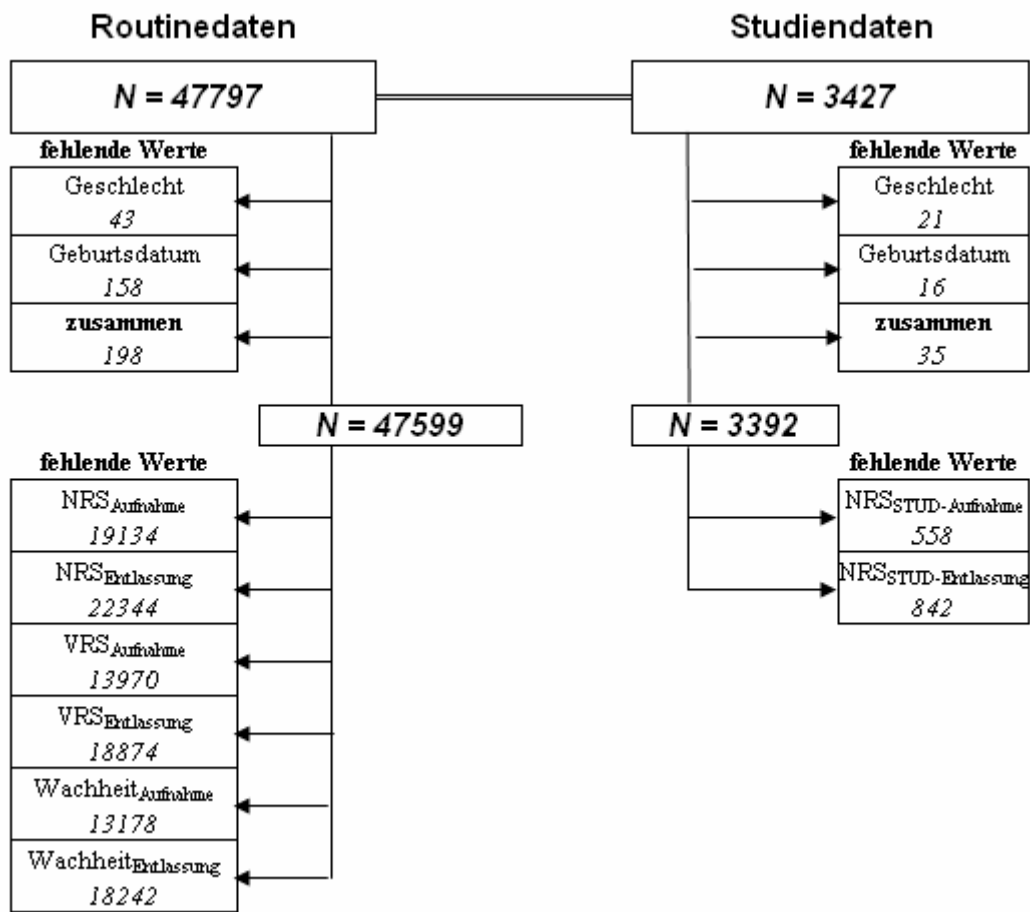 Routinedaten
Studiendaten
N = 47797
N = 3427
fehlende Werte
Geschlecht
43
Geburtsdatum
158
zusammen
198
fehlende Werte
Geschlecht
21
Geburtsdatum
16
zusammen
35
N = 47599
N = 3392
fehlende Werte
NRSAufnahme
19134
NRSEntlassung
22344
VRSAufnahme
13970
VRSEntlassung
18874
WachheitAufnahme
13178
WachheitEntlassung
18242
fehlende Werte
NRSSTUD-Aufnahme
558
NRSSTUD-Entlassung
842